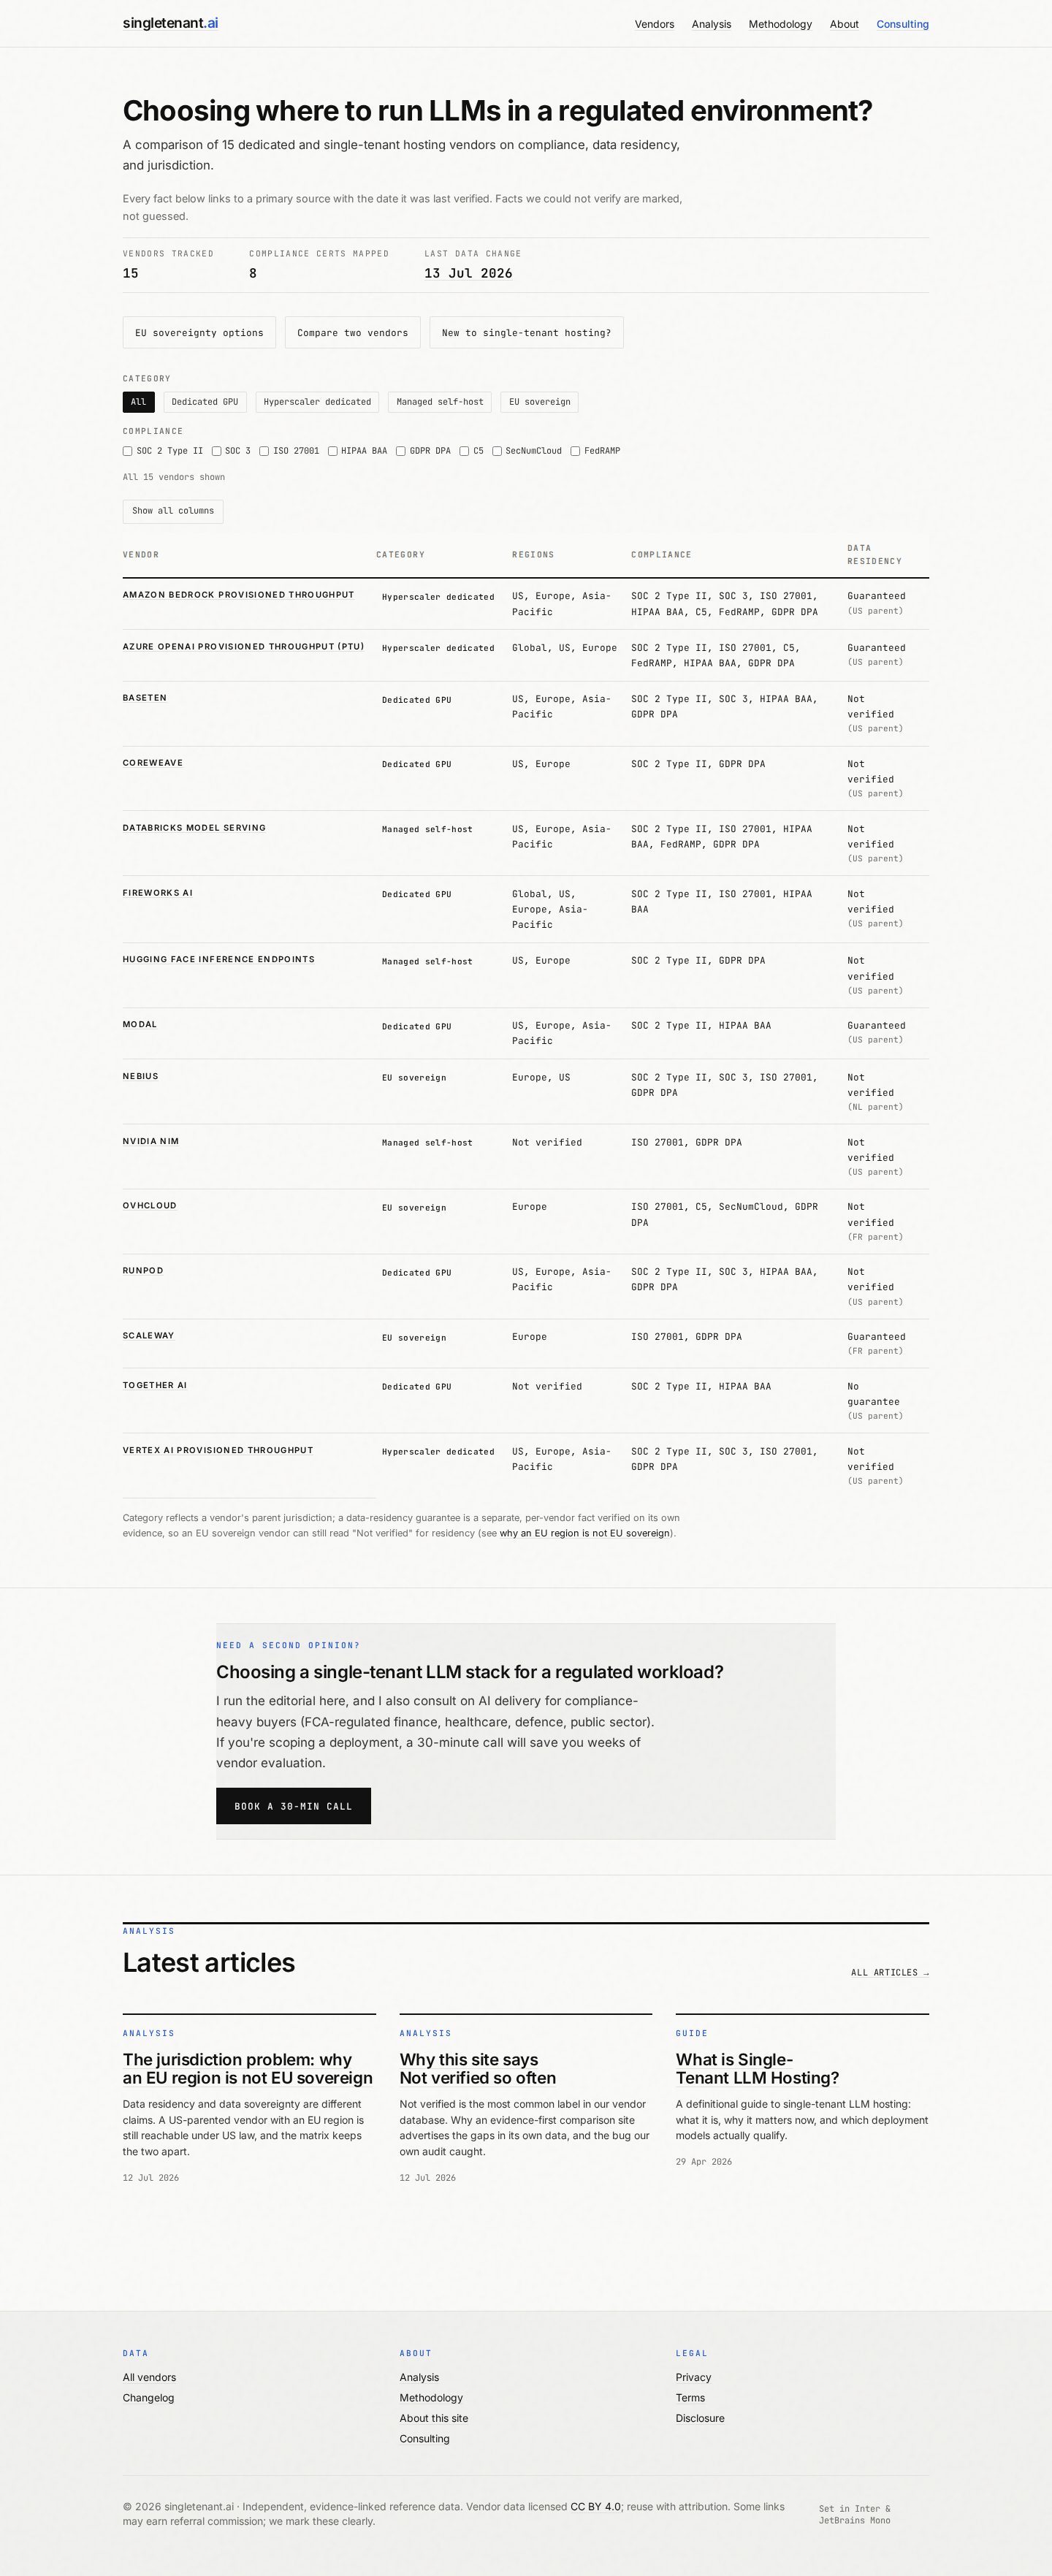 singletenant.ai
Vendors Analysis Methodology About Consulting
Choosing where to run LLMs in a regulated environment?
A comparison of 15 dedicated and single-tenant hosting vendors on compliance, data residency,
and jurisdiction.
Every fact below links to a primary source with the date it was last verified. Facts we could not verify are marked,
not guessed.
VENDORS TRACKED COMPLIANCE CERTS MAPPED LAST DATA CHANGE
15 8 13 Jul 2026
EU sovereignty options Compare two vendors New to single-tenant hosting?
CATEGORY
All Dedicated GPU Hyperscaler dedicated Managed self-host EU sovereign
COMPLIANCE
SOC 2 Type II SOC 3 ISO 27001 HIPAA BAA GDPR DPA C5 SecNumCloud FedRAMP
All 15 vendors shown
Show all columns
VENDOR CATEGORY REGIONS COMPLIANCE DATA
RESIDENCY
AMAZON BEDROCK PROVISIONED THROUGHPUT Hyperscaler dedicated US, Europe, Asia- SOC 2 Type II, SOC 3, ISO 27001, Guaranteed
Pacific HIPAA BAA, C5, FedRAMP, GDPR DPA (US parent)
AZURE OPENAI PROVISIONED THROUGHPUT (PTU) Hyperscaler dedicated Global, US, Europe SOC 2 Type II, ISO 27001, C5, Guaranteed
FedRAMP, HIPAA BAA, GDPR DPA (US parent)
BASETEN Dedicated GPU US, Europe, Asia- SOC 2 Type II, SOC 3, HIPAA BAA, Not
Pacific GDPR DPA verified
(US parent)
COREWEAVE Dedicated GPU US, Europe SOC 2 Type II, GDPR DPA Not
verified
(US parent)
DATABRICKS MODEL SERVING Managed self-host US, Europe, Asia- SOC 2 Type II, ISO 27001, HIPAA Not
Pacific BAA, FedRAMP, GDPR DPA verified
(US parent)
FIREWORKS AI Dedicated GPU Global, US, SOC 2 Type II, ISO 27001, HIPAA Not
Europe, Asia- BAA verified
Pacific (US parent)
HUGGING FACE INFERENCE ENDPOINTS Managed self-host US, Europe SOC 2 Type II, GDPR DPA Not
verified
(US parent)
MODAL Dedicated GPU US, Europe, Asia- SOC 2 Type II, HIPAA BAA Guaranteed
Pacific (US parent)
NEBIUS EU sovereign Europe, US SOC 2 Type II, SOC 3, ISO 27001, Not
GDPR DPA verified
(NL parent)
NVIDIA NIM Managed self-host Not verified ISO 27001, GDPR DPA Not
verified
(US parent)
OVHCLOUD EU sovereign Europe ISO 27001, C5, SecNumCloud, GDPR Not
DPA verified
(FR parent)
RUNPOD Dedicated GPU US, Europe, Asia- SOC 2 Type II, SOC 3, HIPAA BAA, Not
Pacific GDPR DPA verified
(US parent)
SCALEWAY EU sovereign Europe ISO 27001, GDPR DPA Guaranteed
(FR parent)
TOGETHER AI Dedicated GPU Not verified SOC 2 Type II, HIPAA BAA No
guarantee
(US parent)
VERTEX AI PROVISIONED THROUGHPUT Hyperscaler dedicated US, Europe, Asia- SOC 2 Type II, SOC 3, ISO 27001, Not
Pacific GDPR DPA verified
(US parent)
Category reflects a vendor's parent jurisdiction; a data-residency guarantee is a separate, per-vendor fact verified on its own
evidence, so an EU sovereign vendor can still read "Not verified" for residency (see why an EU region is not EU sovereign).
NEED A SECOND OPINION?
Choosing a single-tenant LLM stack for a regulated workload?
I run the editorial here, and I also consult on AI delivery for compliance-
heavy buyers (FCA-regulated finance, healthcare, defence, public sector).
If you're scoping a deployment, a 30-minute call will save you weeks of
vendor evaluation.
BOOK A 30-MIN CALL
ANALYSIS
Latest articles
ALL ARTICLES →
ANALYSIS
The jurisdiction problem: why
an EU region is not EU sovereign
Data residency and data sovereignty are different
claims. A US-parented vendor with an EU region is
still reachable under US law, and the matrix keeps
the two apart.
12 Jul 2026
ANALYSIS
Why this site says
Not verified so often
Not verified is the most common label in our vendor
database. Why an evidence-first comparison site
advertises the gaps in its own data, and the bug our
own audit caught.
12 Jul 2026
GUIDE
What is Single-
Tenant LLM Hosting?
A definitional guide to single-tenant LLM hosting:
what it is, why it matters now, and which deployment
models actually qualify.
29 Apr 2026
DATA
All vendors
Changelog
ABOUT
Analysis
Methodology
About this site
Consulting
LEGAL
Privacy
Terms
Disclosure
© 2026 singletenant.ai · Independent, evidence-linked reference data. Vendor data licensed CC BY 4.0; reuse with attribution. Some links
may earn referral commission; we mark these clearly.
Set in Inter &
JetBrains Mono